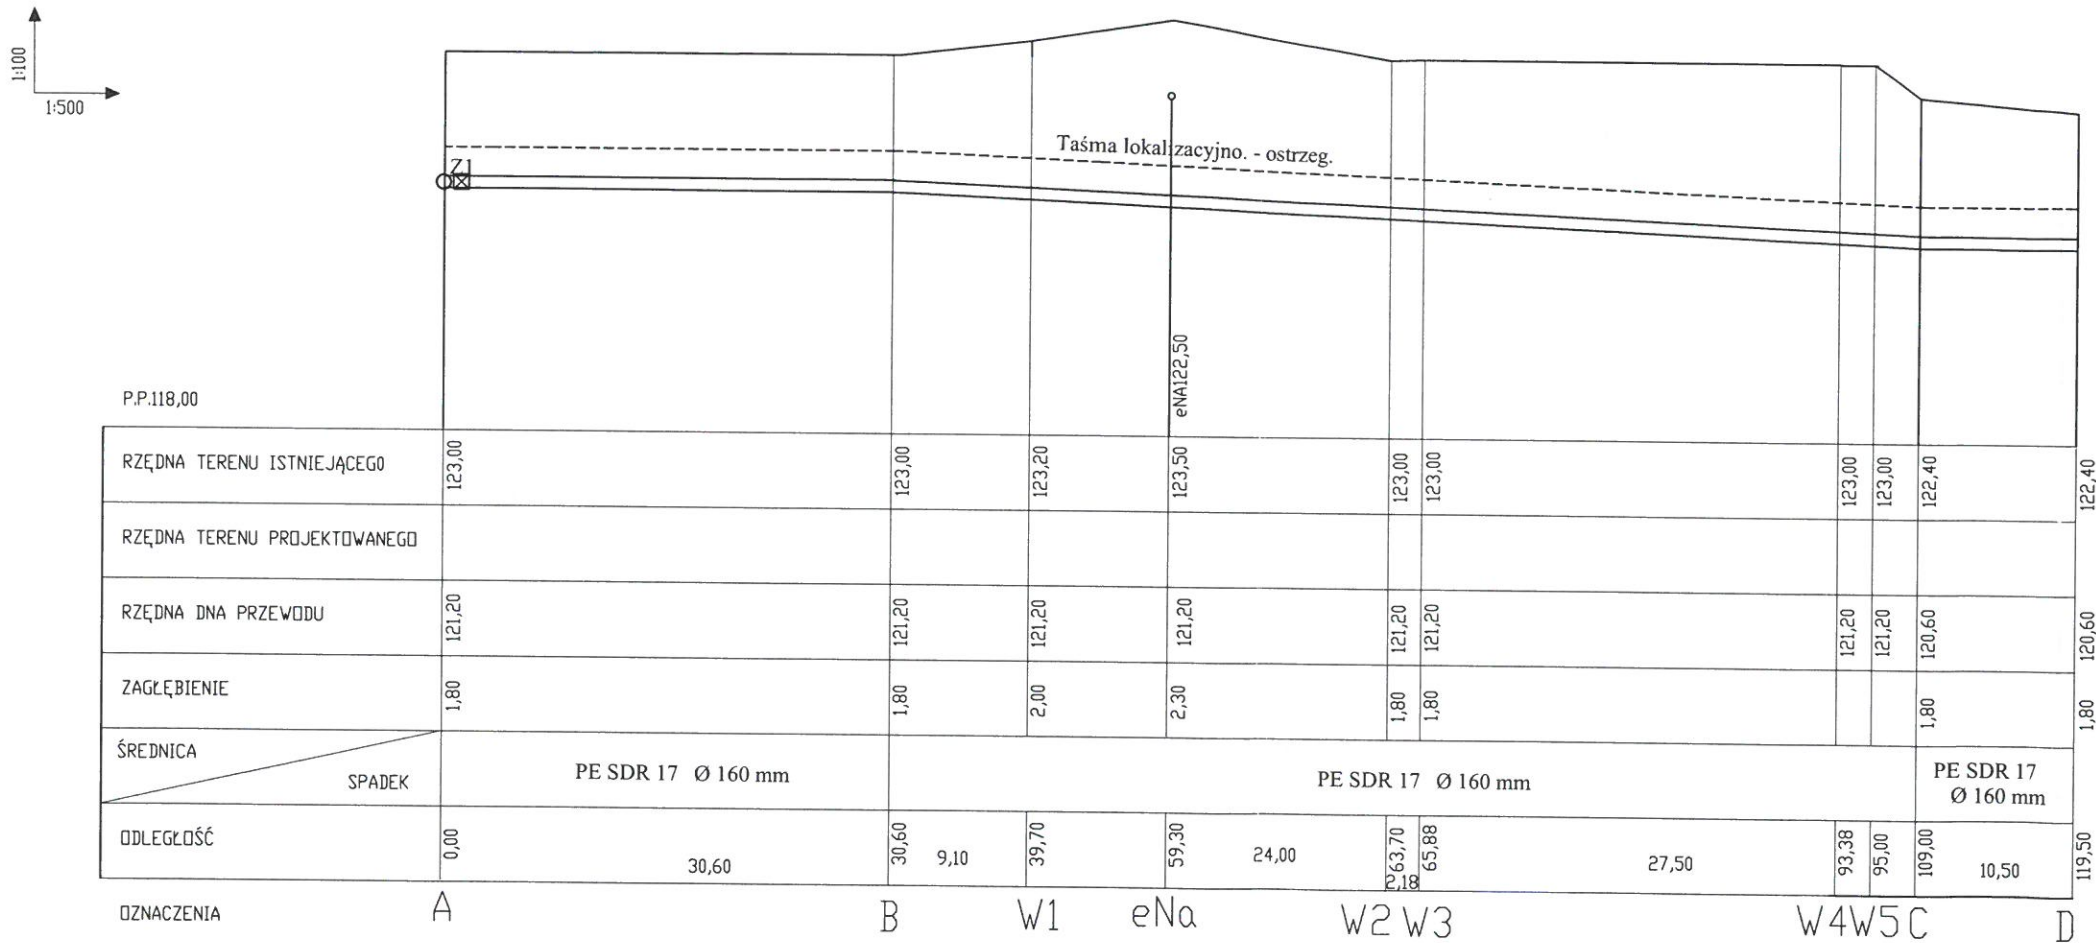 1:100
1:500
Z1
Taśma lokalizacyjno. - ostrzeg.
eNA122,50
P.P.118,00
RZĘDNA TERENU ISTNIEJĄCEGO 123,00 123,00 123,20 123,50 123,00 123,00 123,00 123,00 122,40 122,40
RZĘDNA TERENU PROJEKTOWANEGO
RZĘDNA DNA PRZEWODU 121,20 121,20 121,20 121,20 121,20 121,20 121,20 121,20 120,60 120,60
ZAGŁĘBIENIE 1,80 1,80 2,00 2,30 1,80 1,80 1,80 1,80
ŚREDNICA
SPADEK
PE SDR 17 Ø 160 mm
PE SDR 17 Ø 160 mm
PE SDR 17
Ø 160 mm
ODLEGŁOŚĆ 0,00 30,60 39,70 59,30 63,70 65,88 93,38 95,00 109,00 119,50
30,60 9,10 24,00 2,18 27,50 10,50
OZNACZENIA A B W1 eNa W2 W3 W4 W5 C D